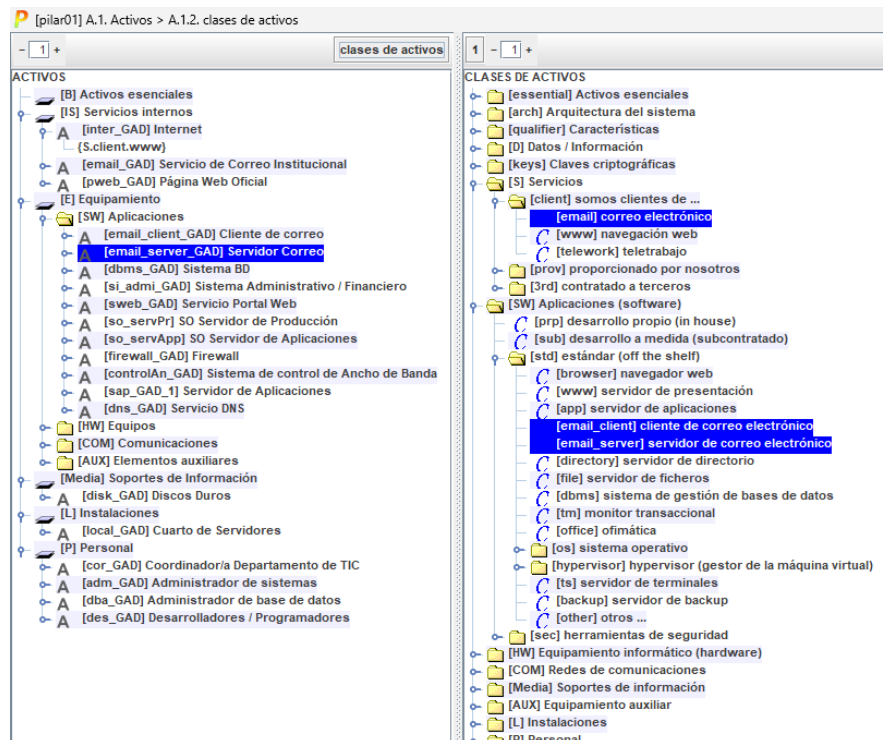 [pilar01] A.1. Activos > A.1.2. clases de activos
- 1 +
clases de activos
ACTIVOS
[B] Activos esenciales
[IS] Servicios internos
A [inter_GAD] Internet
{S.client.www}
A [email_GAD] Servicio de Correo Institucional
A [pweb_GAD] Página Web Oficial
[E] Equipamiento
[SW] Aplicaciones
A [email_client_GAD] Cliente de correo
A [email_server_GAD] Servidor Correo
A [dbms_GAD] Sistema BD
A [si_admi_GAD] Sistema Administrativo / Financiero
A [sweb_GAD] Servicio Portal Web
A [so_servPr] SO Servidor de Producción
A [so_servApp] SO Servidor de Aplicaciones
A [firewall_GAD] Firewall
A [controlAn_GAD] Sistema de control de Ancho de Banda
A [sap_GAD_1] Servidor de Aplicaciones
A [dns_GAD] Servicio DNS
[HW] Equipos
[COM] Comunicaciones
[AUX] Elementos auxiliares
[Media] Soportes de Información
A [disk_GAD] Discos Duros
[L] Instalaciones
A [local_GAD] Cuarto de Servidores
[P] Personal
A [cor_GAD] Coordinador/a Departamento de TIC
A [adm_GAD] Administrador de sistemas
A [dba_GAD] Administrador de base de datos
A [des_GAD] Desarrolladores / Programadores
1 - 1 +
CLASES DE ACTIVOS
[essential] Activos esenciales
[arch] Arquitectura del sistema
[qualifier] Características
[D] Datos / Información
[keys] Claves criptográficas
[S] Servicios
[client] somos clientes de ...
[email] correo electrónico
C [www] navegación web
C [telework] teletrabajo
[prov] proporcionado por nosotros
[3rd] contratado a terceros
[SW] Aplicaciones (software)
C [prp] desarrollo propio (in house)
C [sub] desarrollo a medida (subcontratado)
[std] estándar (off the shelf)
C [browser] navegador web
C [www] servidor de presentación
C [app] servidor de aplicaciones
[email_client] cliente de correo electrónico
[email_server] servidor de correo electrónico
C [directory] servidor de directorio
C [file] servidor de ficheros
C [dbms] sistema de gestión de bases de datos
C [tm] monitor transaccional
C [office] ofimática
[os] sistema operativo
[hypervisor] hypervisor (gestor de la máquina virtual)
C [ts] servidor de terminales
C [backup] servidor de backup
C [other] otros ...
[sec] herramientas de seguridad
[HW] Equipamiento informático (hardware)
[COM] Redes de comunicaciones
[Media] Soportes de información
[AUX] Equipamiento auxiliar
[L] Instalaciones
[P] Personal